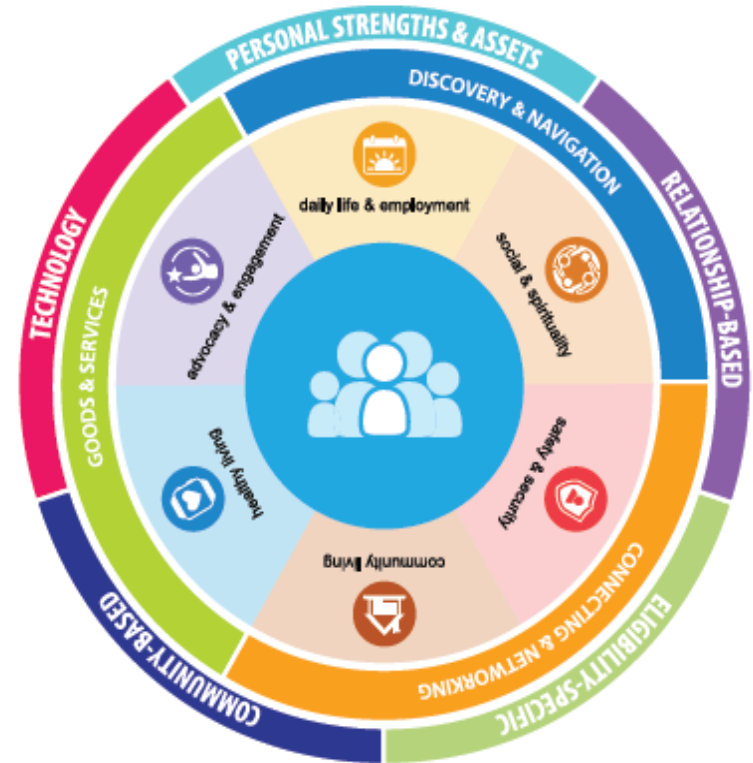 PERSONAL STRENGTHS & ASSETS
RELATIONSHIP-BASED
ELIGIBILITY-SPECIFIC
COMMUNITY-BASED
TECHNOLOGY
DISCOVERY & NAVIGATION
CONNECTING & NETWORKING
GOODS & SERVICES
daily life & employment
social & spirituality
safety & security
community living
healthy living
advocacy & engagement